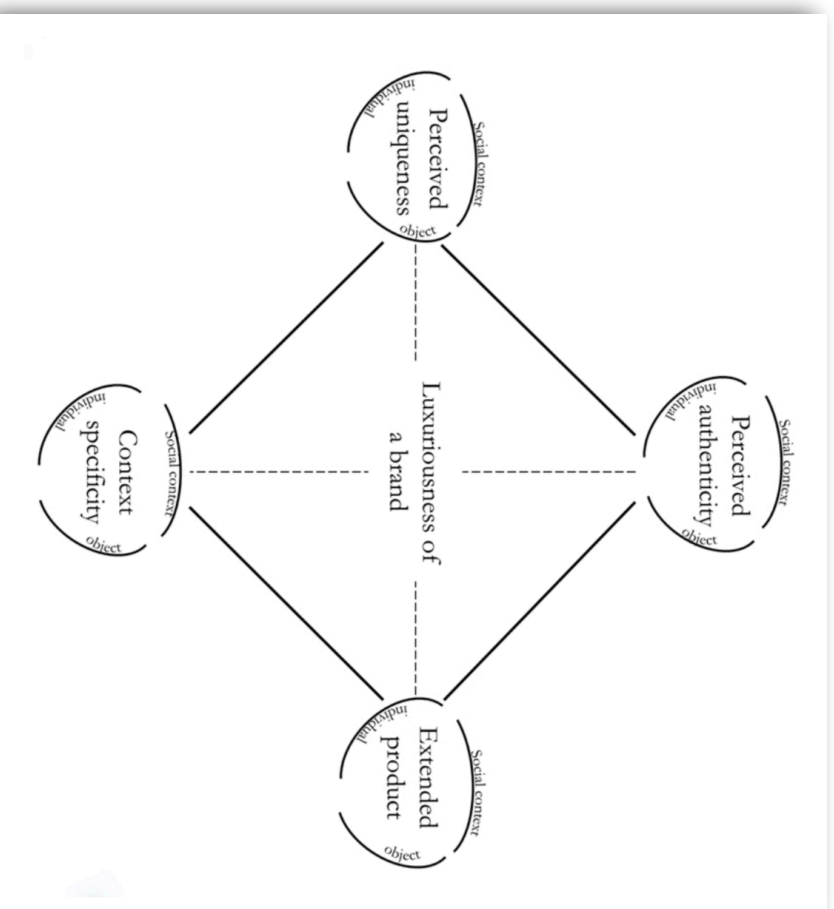 Social context
Perceived
authenticity
individual
object
Social context
Perceived
uniqueness
individual
object
Luxuriousness of
a brand
Social context
Extended
product
individual
object
Social context
Context
specificity
individual
object